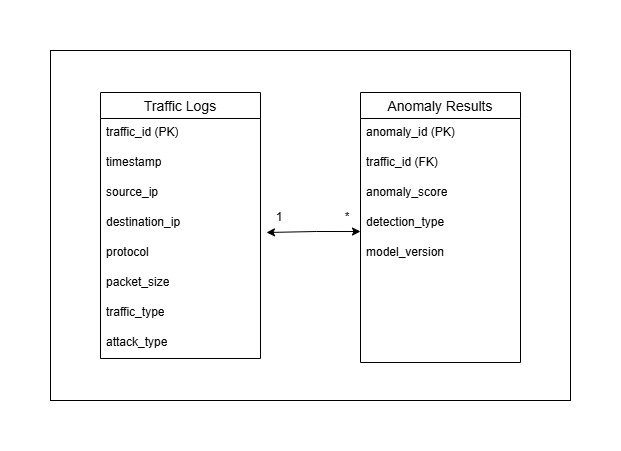 Traffic Logs
traffic_id (PK)
timestamp
source_ip
destination_ip
protocol
packet_size
traffic_type
attack_type
1
*
Anomaly Results
anomaly_id (PK)
traffic_id (FK)
anomaly_score
detection_type
model_version